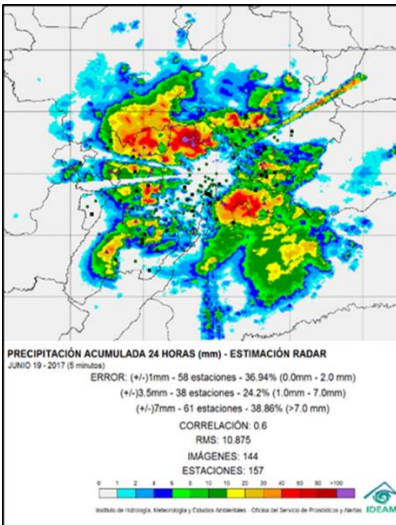 PRECIPITACIÓN ACUMULADA 24 HORAS (mm) - ESTIMACIÓN RADAR
JUNIO 19 - 2017 (5 minutos)
ERROR: (+/-)1mm - 58 estaciones - 36.94% (0.0mm - 2.0 mm)
(+/-)3.5mm - 38 estaciones - 24.2% (1.0mm - 7.0mm)
(+/-)7mm - 61 estaciones - 38.86% (>7.0 mm)
CORRELACIÓN: 0.6
RMS: 10.875
IMÁGENES: 144
ESTACIONES: 157
0 1 2 4 6 8 10 15 20 30 40 50 60 80 >100
Instituto de Hidrología, Meteorología y Estudios Ambientales - Oficina del Servicio de Pronósticos y Alertas
IDEAM